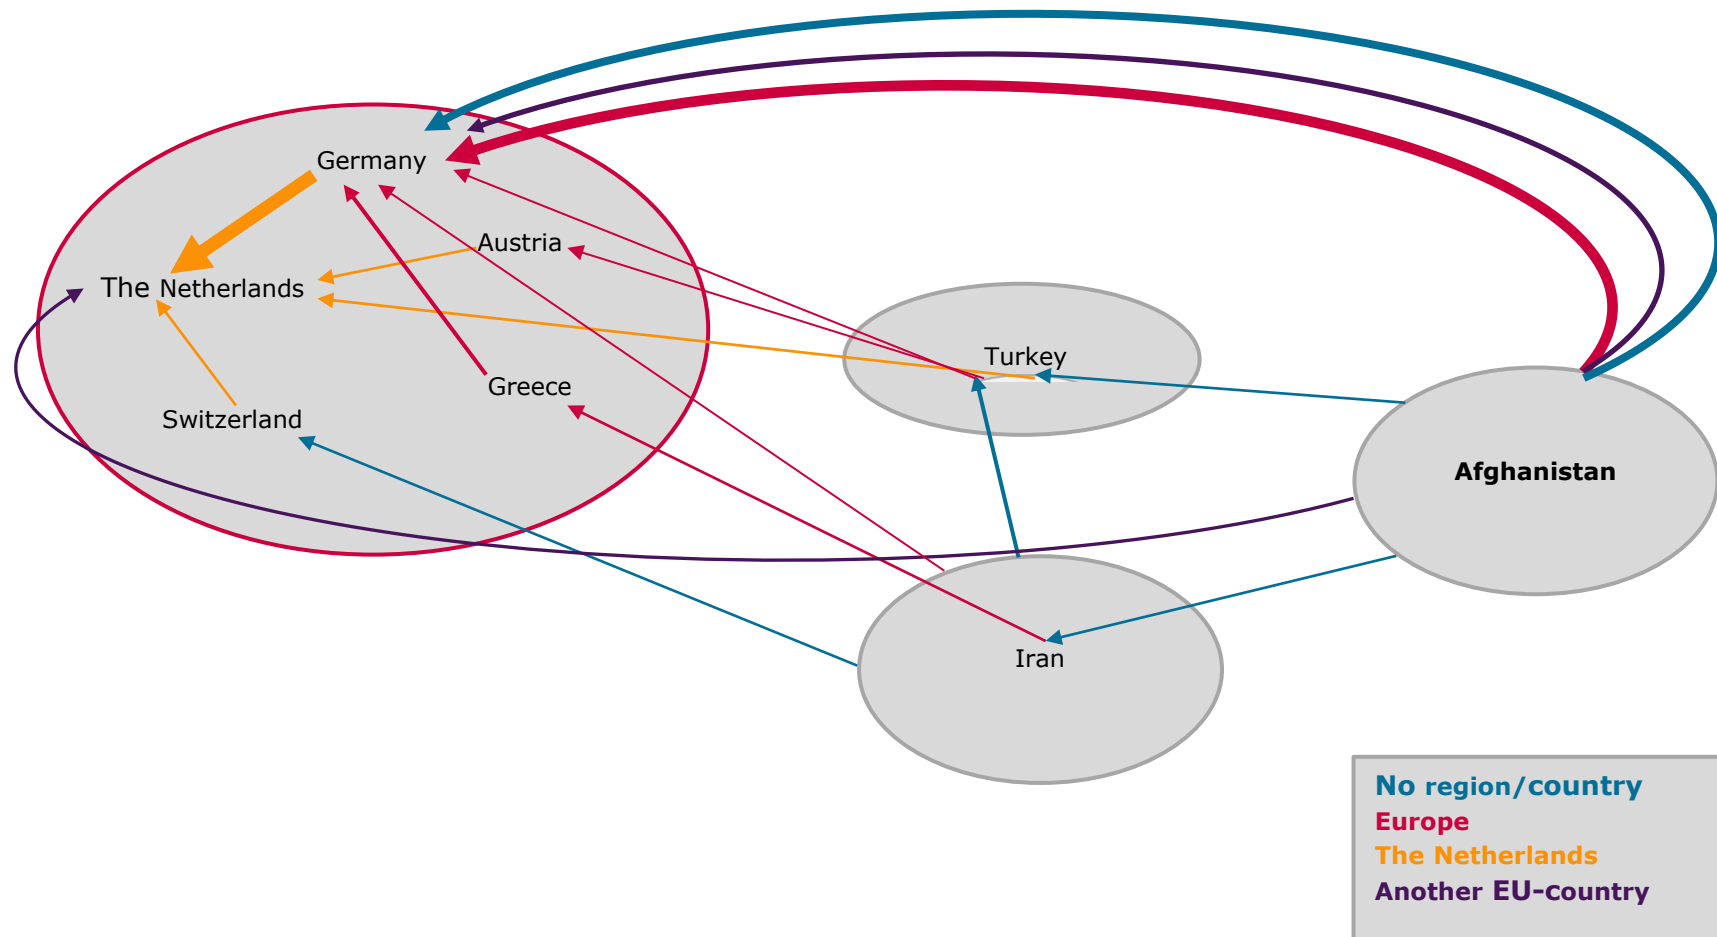 Germany
Austria
The Netherlands
Turkey
Greece
Switzerland
Afghanistan
Iran
No region/country
Europe
The Netherlands
Another EU-country